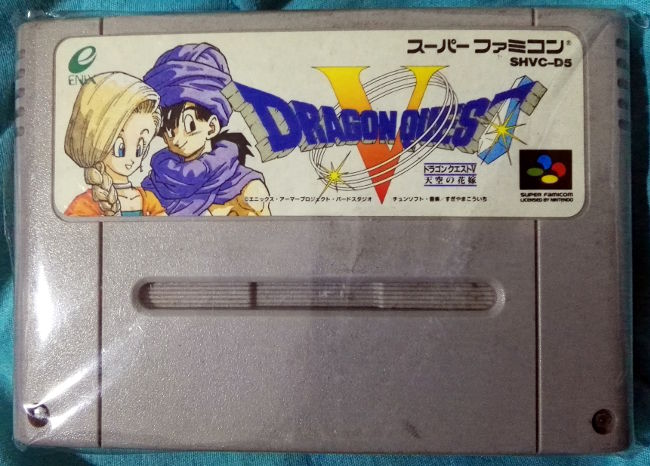 スーパーファミコン®
SHVC-D5
ENIX
DRAGON QUEST
V
ドラゴンクエストV
天空の花嫁
©エニックス・アーマープロジェクト・バードスタジオ チュンソフト・音楽/すぎやまこういち
SUPER FAMICOM
LICENSED BY NINTENDO